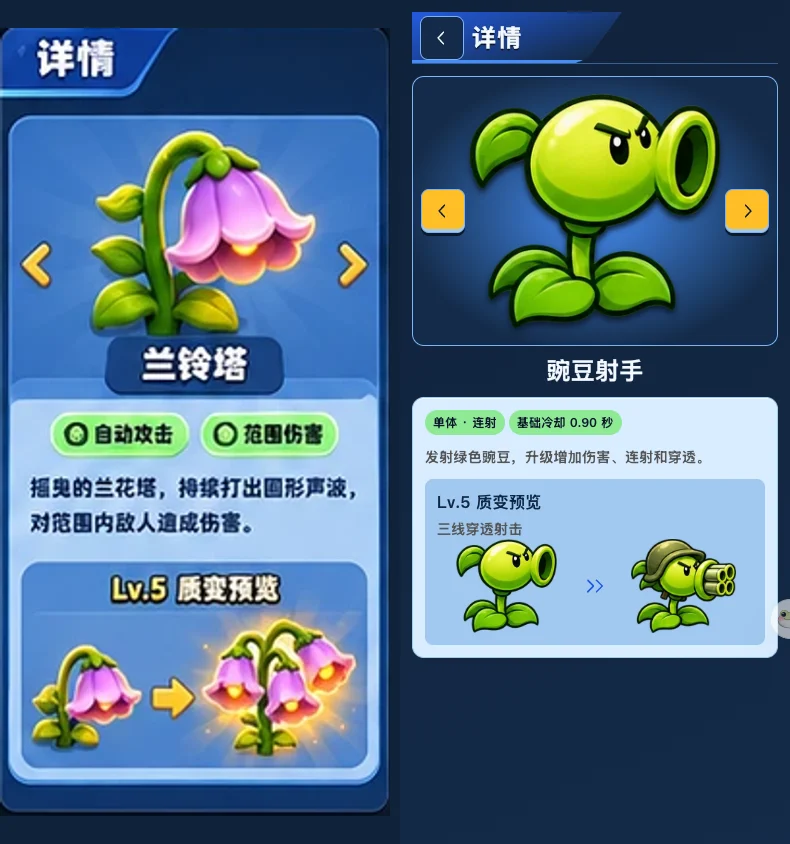 详情
兰铃塔
自动攻击
范围伤害
摇曳的兰花塔，持续打出圆形声波，
对范围内敌人造成伤害。
Lv.5 质变预览
详情
豌豆射手
单体 · 连射
基础冷却 0.90 秒
发射绿色豌豆，升级增加伤害、连射和穿透。
Lv.5 质变预览
三线穿透射击